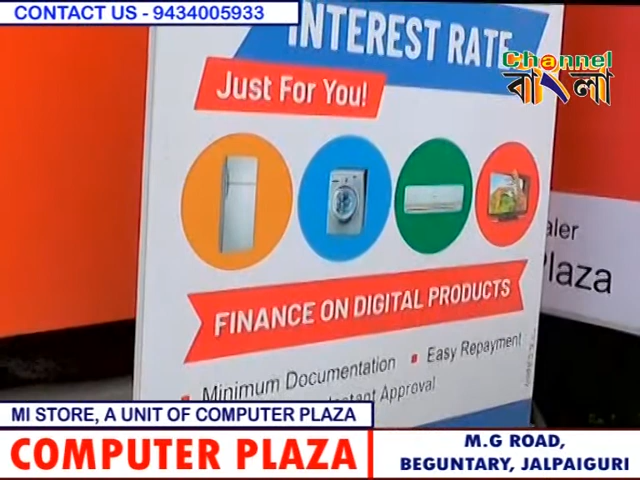 CONTACT US - 9434005933
INTEREST RATE
Channel
বাংলা
Just For You!
aler
Plaza
FINANCE ON DIGITAL PRODUCTS
Minimum Documentation
Easy Repayment
Instant Approval
MI STORE, A UNIT OF COMPUTER PLAZA
COMPUTER PLAZA
M.G ROAD,
BEGUNTARY, JALPAIGURI